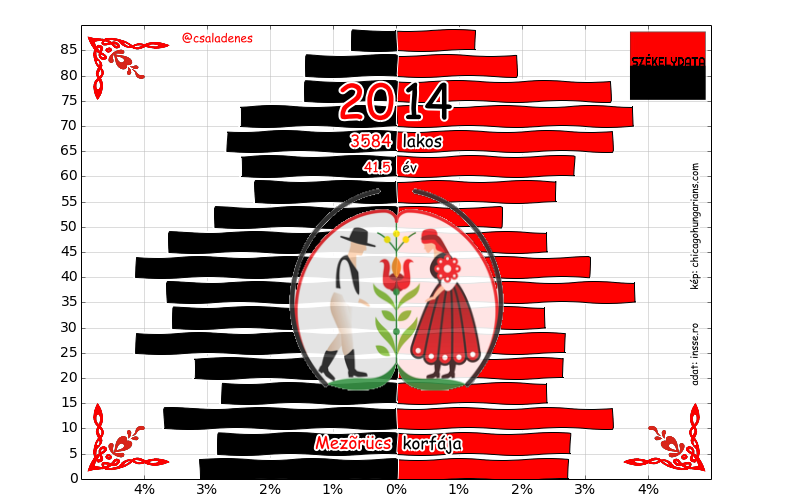 @csaladenes
SZÉKELYDATA
2014
3584 lakos
41.5 év
kép: chicagohungarians.com
adat: insse.ro
Mezőrücs korfája
85
80
75
70
65
60
55
50
45
40
35
30
25
20
15
10
5
0
4% 3% 2% 1% 0% 1% 2% 3% 4%